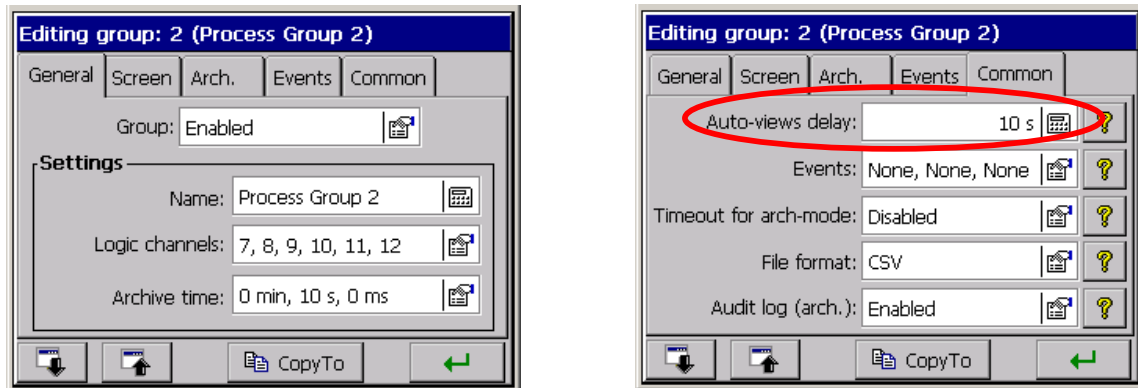 Editing group: 2 (Process Group 2)
General Screen Arch. Events Common
Group: Enabled
Settings
Name: Process Group 2
Logic channels: 7, 8, 9, 10, 11, 12
Archive time: 0 min, 10 s, 0 ms
CopyTo
Editing group: 2 (Process Group 2)
General Screen Arch. Events Common
Auto-views delay: 10 s ?
Events: None, None, None ?
Timeout for arch-mode: Disabled ?
File format: CSV ?
Audit log (arch.): Enabled ?
CopyTo